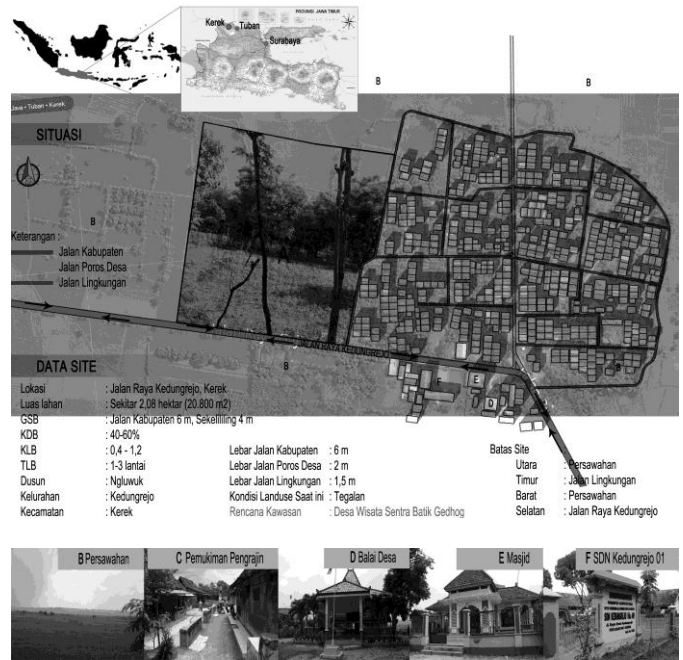 PROVINSI JAWA TIMUR
Kerek
Tuban
Surabaya
B
B
Jawa • Tuban • Kerek
SITUASI
B
Keterangan :
Jalan Kabupaten
Jalan Poros Desa
Jalan Lingkungan
JALAN RAYA KEDUNGREJO
B
B
F
E
D
DATA SITE
Lokasi : Jalan Raya Kedungrejo, Kerek
Luas lahan : Sekitar 2,08 hektar (20.800 m2)
GSB : Jalan Kabupaten 6 m, Sekelililing 4 m
KDB : 40-60%
KLB : 0,4 - 1,2
TLB : 1-3 lantai
Dusun : Ngluwuk
Kelurahan : Kedungrejo
Kecamatan : Kerek
Lebar Jalan Kabupaten : 6 m
Lebar Jalan Poros Desa : 2 m
Lebar Jalan Lingkungan : 1,5 m
Kondisi Landuse Saat ini : Tegalan
Rencana Kawasan : Desa Wisata Sentra Batik Gedhog
Batas Site
Utara : Persawahan
Timur : Jalan Lingkungan
Barat : Persawahan
Selatan : Jalan Raya Kedungrejo
B Persawahan
C Pemukiman Pengrajin
D Balai Desa
E Masjid
F SDN Kedungrejo 01